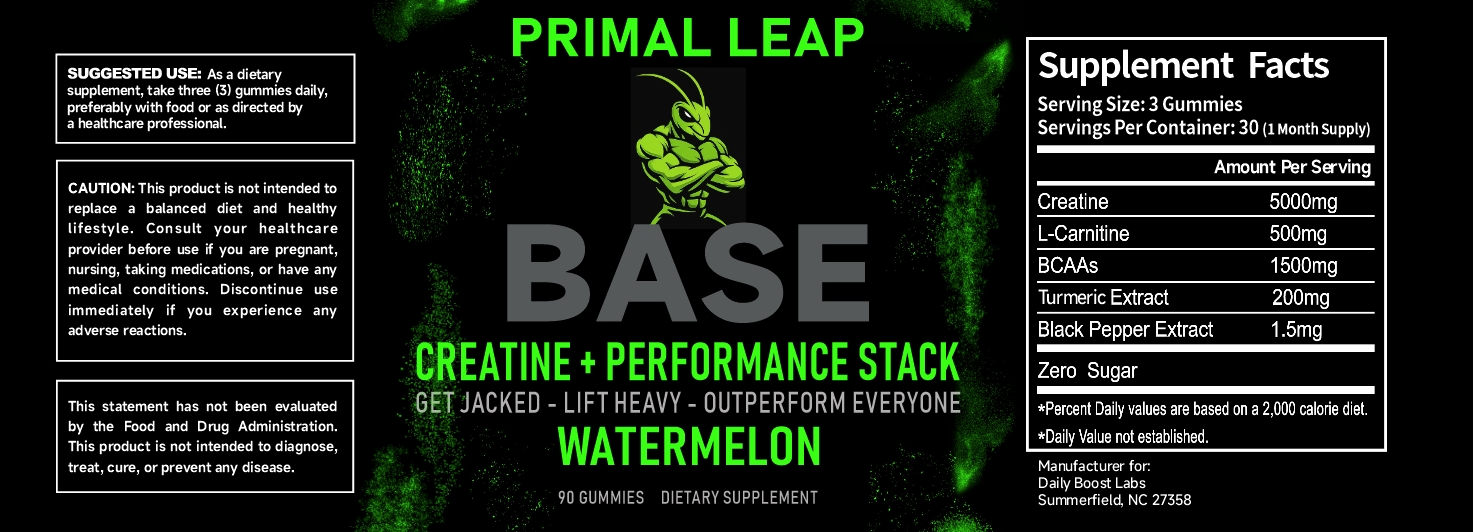 SUGGESTED USE: As a dietary
supplement, take three (3) gummies daily,
preferably with food or as directed by
a healthcare professional.
CAUTION: This product is not intended to
replace a balanced diet and healthy
lifestyle. Consult your healthcare
provider before use if you are pregnant,
nursing, taking medications, or have any
medical conditions. Discontinue use
immediately if you experience any
adverse reactions.
This statement has not been evaluated
by the Food and Drug Administration.
This product is not intended to diagnose,
treat, cure, or prevent any disease.
PRIMAL LEAP
BASE
CREATINE + PERFORMANCE STACK
GET JACKED - LIFT HEAVY - OUTPERFORM EVERYONE
WATERMELON
90 GUMMIES DIETARY SUPPLEMENT
Supplement Facts
Serving Size: 3 Gummies
Servings Per Container: 30 (1 Month Supply)
Amount Per Serving
Creatine 5000mg
L-Carnitine 500mg
BCAAs 1500mg
Turmeric Extract 200mg
Black Pepper Extract 1.5mg
Zero Sugar
*Percent Daily values are based on a 2,000 calorie diet.
*Daily Value not established.
Manufacturer for:
Daily Boost Labs
Summerfield, NC 27358